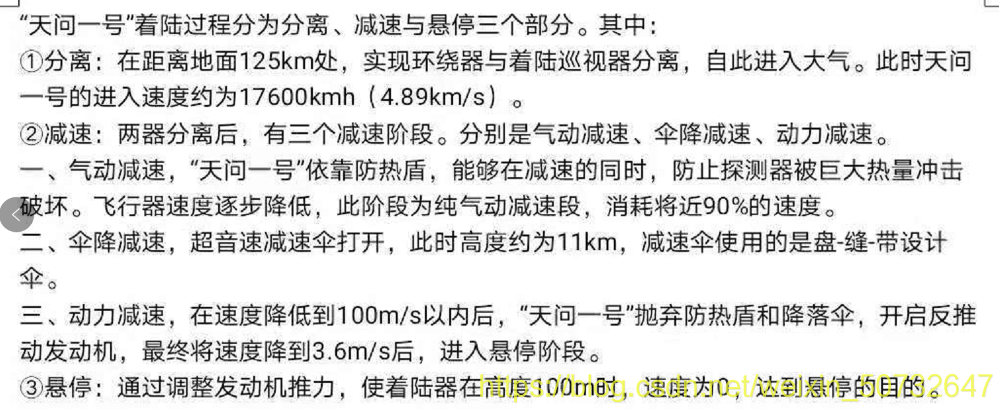 “天问一号”着陆过程分为分离、减速与悬停三个部分。其中：
①分离：在距离地面125km处，实现环绕器与着陆巡视器分离，自此进入大气。此时天问
一号的进入速度约为17600kmh（4.89km/s）。
②减速：两器分离后，有三个减速阶段。分别是气动减速、伞降减速、动力减速。
一、气动减速，“天问一号”依靠防热盾，能够在减速的同时，防止探测器被巨大热量冲击
破坏。飞行器速度逐步降低，此阶段为纯气动减速段，消耗将近90%的速度。
二、伞降减速，超音速减速伞打开，此时高度约为11km，减速伞使用的是盘-缝-带设计
伞。
三、动力减速，在速度降低到100m/s以内后，“天问一号”抛弃防热盾和降落伞，开启反推
动发动机，最终将速度降到3.6m/s后，进入悬停阶段。
③悬停：通过调整发动机推力，使着陆器在高度100m时，速度为0，达到悬停的目的。
https://blog.csdn.net/weixin_50732647